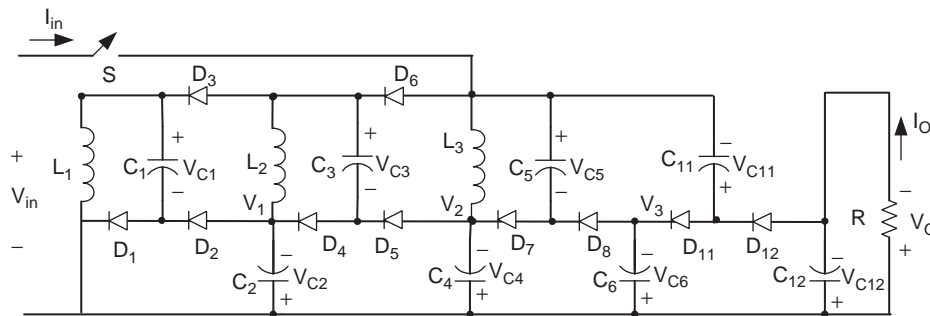 I_in
S
D_3
D_6
+
V_in
–
L_1
C_1
+
V_C1
–
L_2
V_1
C_3
+
V_C3
–
L_3
V_2
C_5
+
V_C5
–
V_3
C_11
–
V_C11
+
I_O
R
–
V_O
+
D_1
D_2
D_4
D_5
D_7
D_8
D_11
D_12
C_2
–
V_C2
+
C_4
–
V_C4
+
C_6
–
V_C6
+
C_12
–
V_C12
+